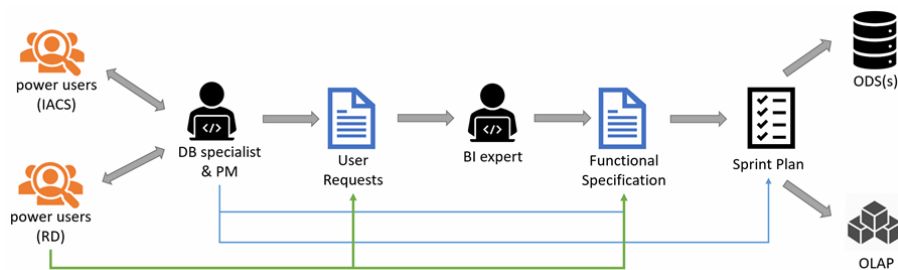 power users
(IACS)
DB specialist
& PM
</>
User
Requests
BI expert
</>
Functional
Specification
Sprint Plan
ODS(s)
OLAP
power users
(RD)